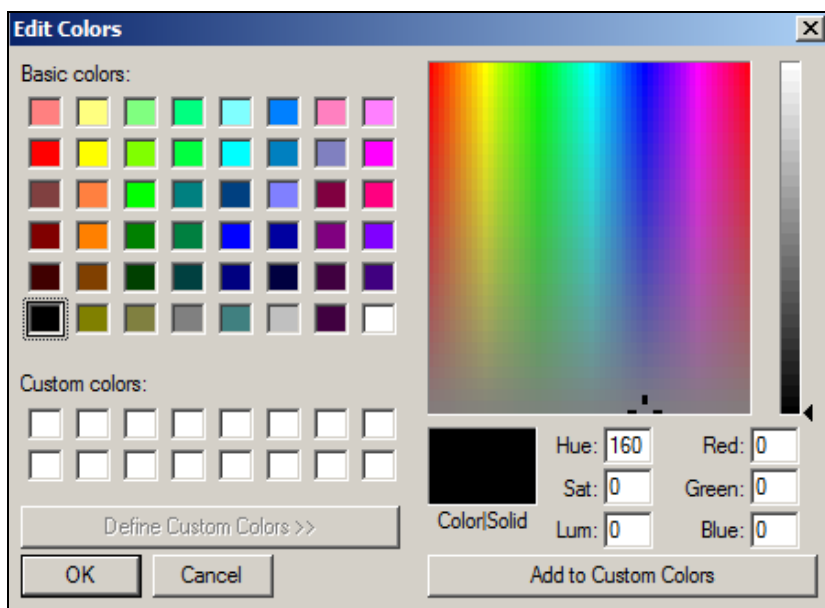 Edit Colors
Basic colors:
Custom colors:
Define Custom Colors >>
OK
Cancel
Color|Solid
Hue: 160
Sat: 0
Lum: 0
Red: 0
Green: 0
Blue: 0
Add to Custom Colors